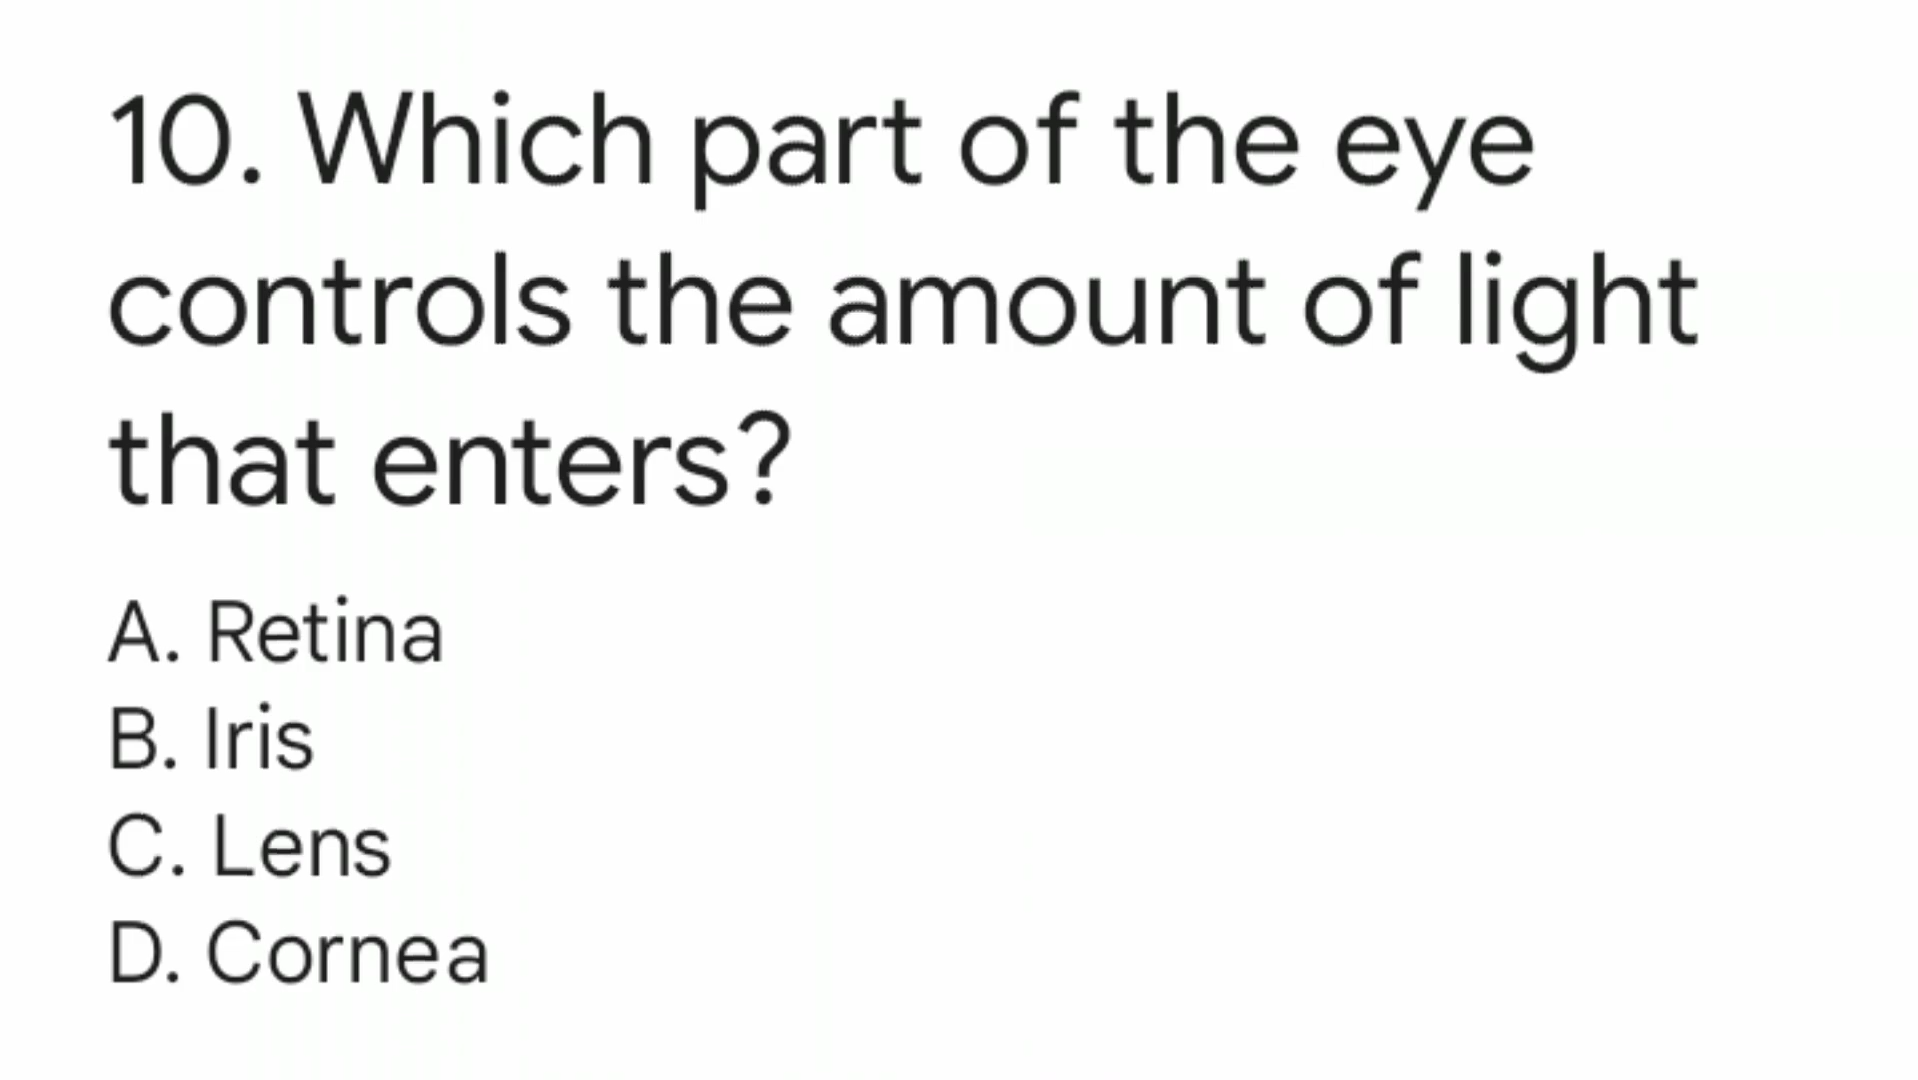 10. Which part of the eye
controls the amount of light
that enters?
A. Retina
B. Iris
C. Lens
D. Cornea